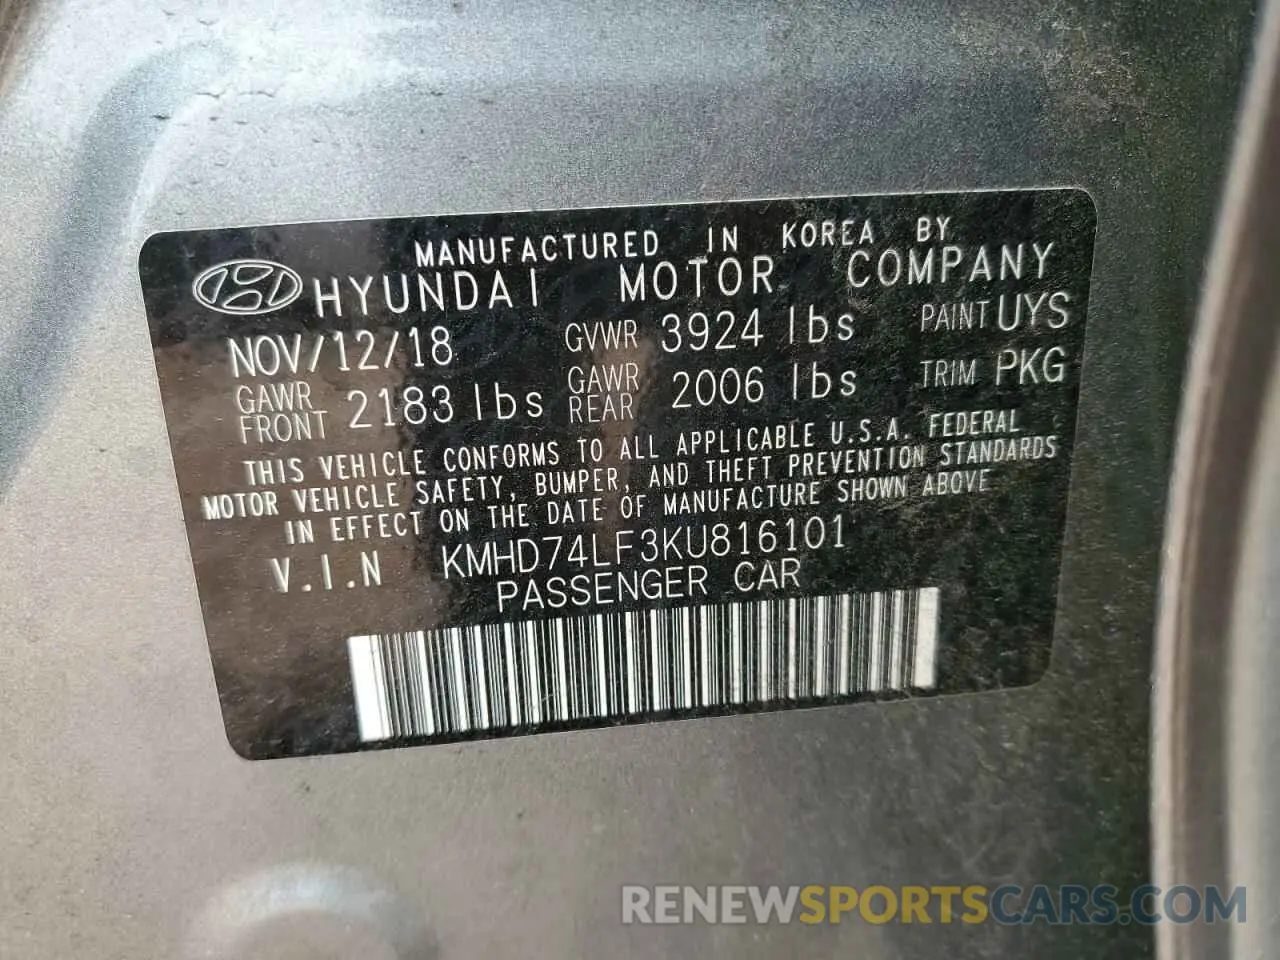 MANUFACTURED IN KOREA BY
HYUNDAI MOTOR COMPANY
NOV/12/18 GVWR 3924 lbs PAINT UYS
GAWR FRONT 2183 lbs GAWR REAR 2006 lbs TRIM PKG
THIS VEHICLE CONFORMS TO ALL APPLICABLE U.S.A. FEDERAL
MOTOR VEHICLE SAFETY, BUMPER, AND THEFT PREVENTION STANDARDS
IN EFFECT ON THE DATE OF MANUFACTURE SHOWN ABOVE
V.I.N KMHD74LF3KU816101
PASSENGER CAR
RENEWSPORTSCARS.COM